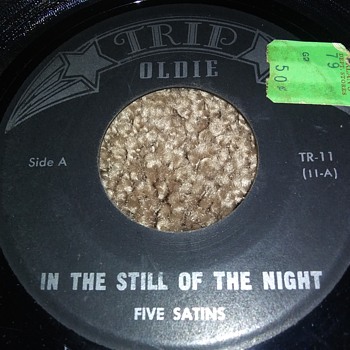 TRIP
OLDIE
79
50¢
Side A
TR-11
(11-A)
IN THE STILL OF THE NIGHT
FIVE SATINS